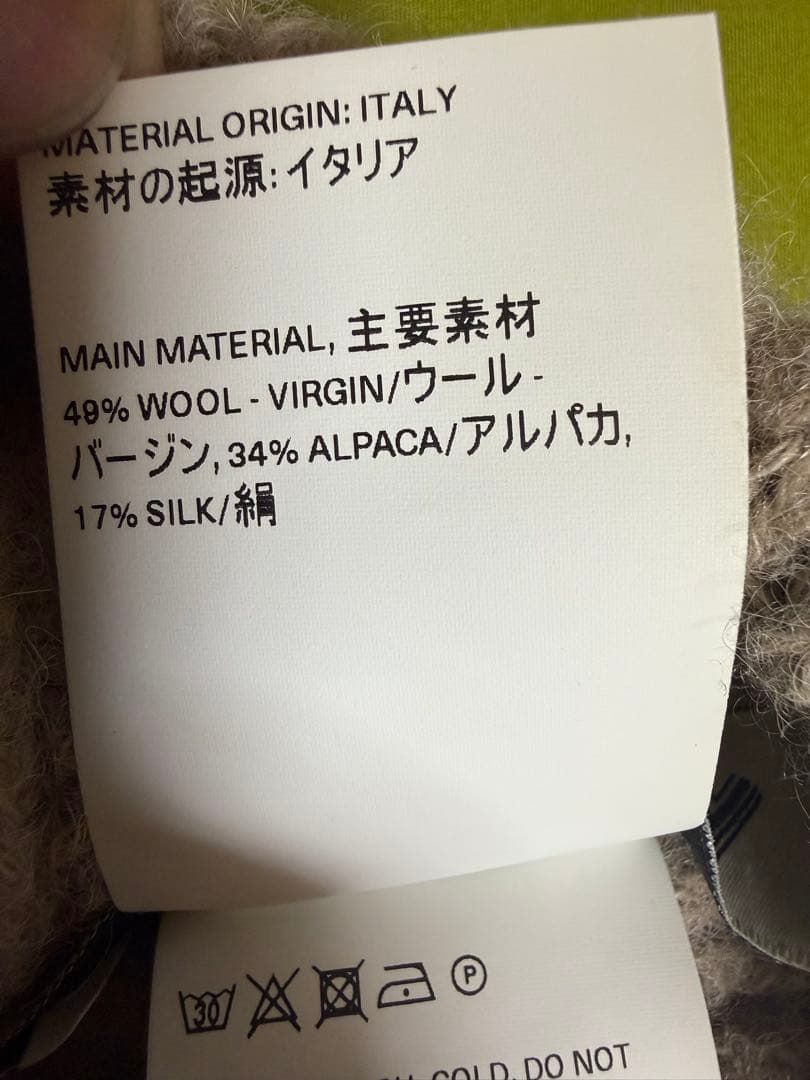 MATERIAL ORIGIN: ITALY
素材の起源: イタリア
MAIN MATERIAL, 主要素材
49% WOOL - VIRGIN/ウール -
バージン, 34% ALPACA/アルパカ,
17% SILK/絹
30
P
COLD, DO NOT